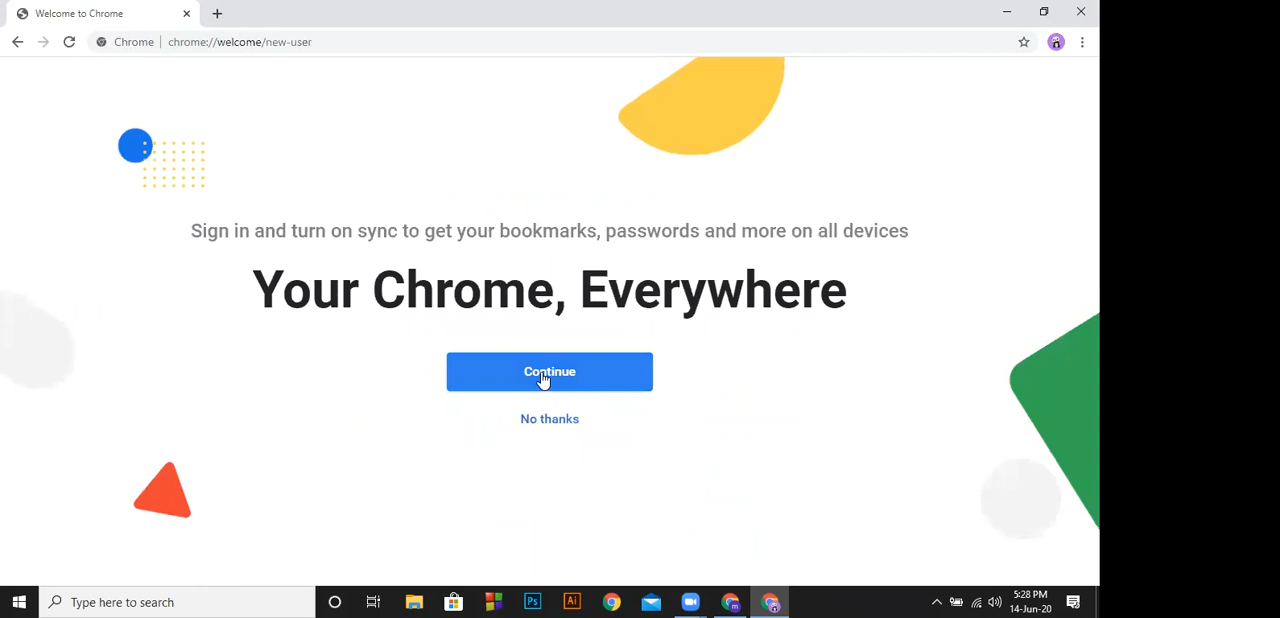 Welcome to Chrome
Chrome | chrome://welcome/new-user
Sign in and turn on sync to get your bookmarks, passwords and more on all devices
Your Chrome, Everywhere
Continue
No thanks
Type here to search
Ps
Ai
m
5:28 PM
14-Jun-20